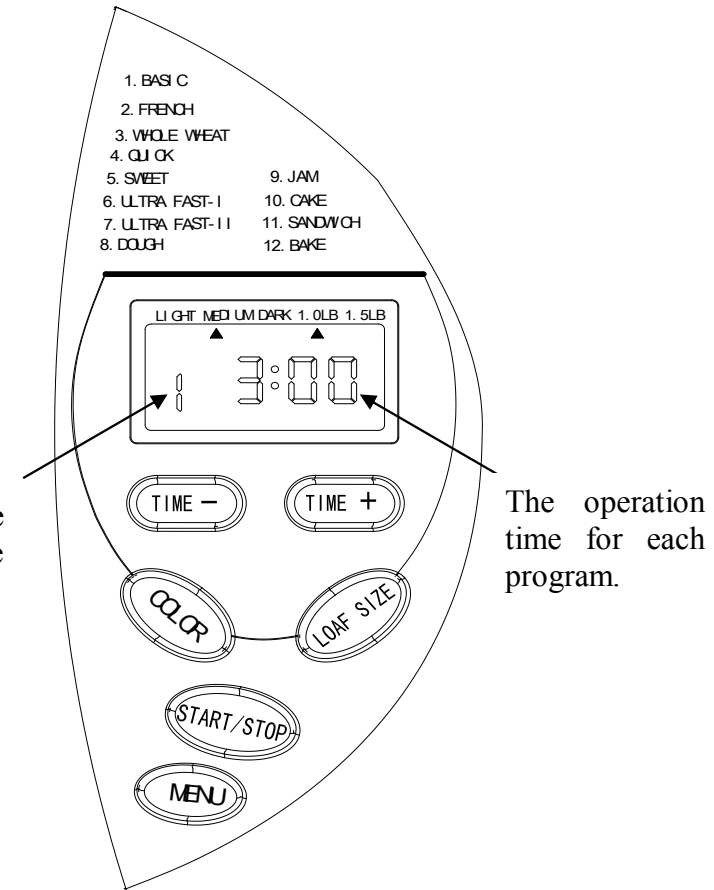 1. BASIC
2. FRENCH
3. WHOLE WHEAT
4. QUICK
5. SWEET
6. ULTRA FAST-I
7. ULTRA FAST-II
8. DOUGH
9. JAM
10. CAKE
11. SANDWICH
12. BAKE
LIGHT MEDIUM DARK 1.0LB 1.5LB
1 3:00
TIME −
TIME +
COLOR
LOAF SIZE
START/STOP
MENU
e
e
The operation
time for each
program.